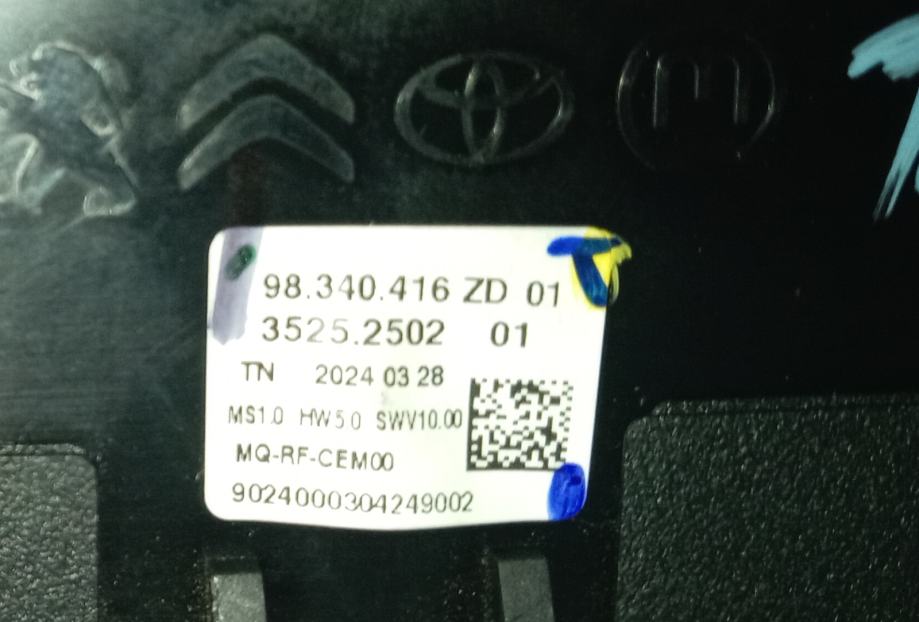 98.340.416 ZD 01
3525.2502 01
TN 2024 03 28
MS1.0 HW5.0 SWV10.00
MQ-RF-CEM00
9024000304249002